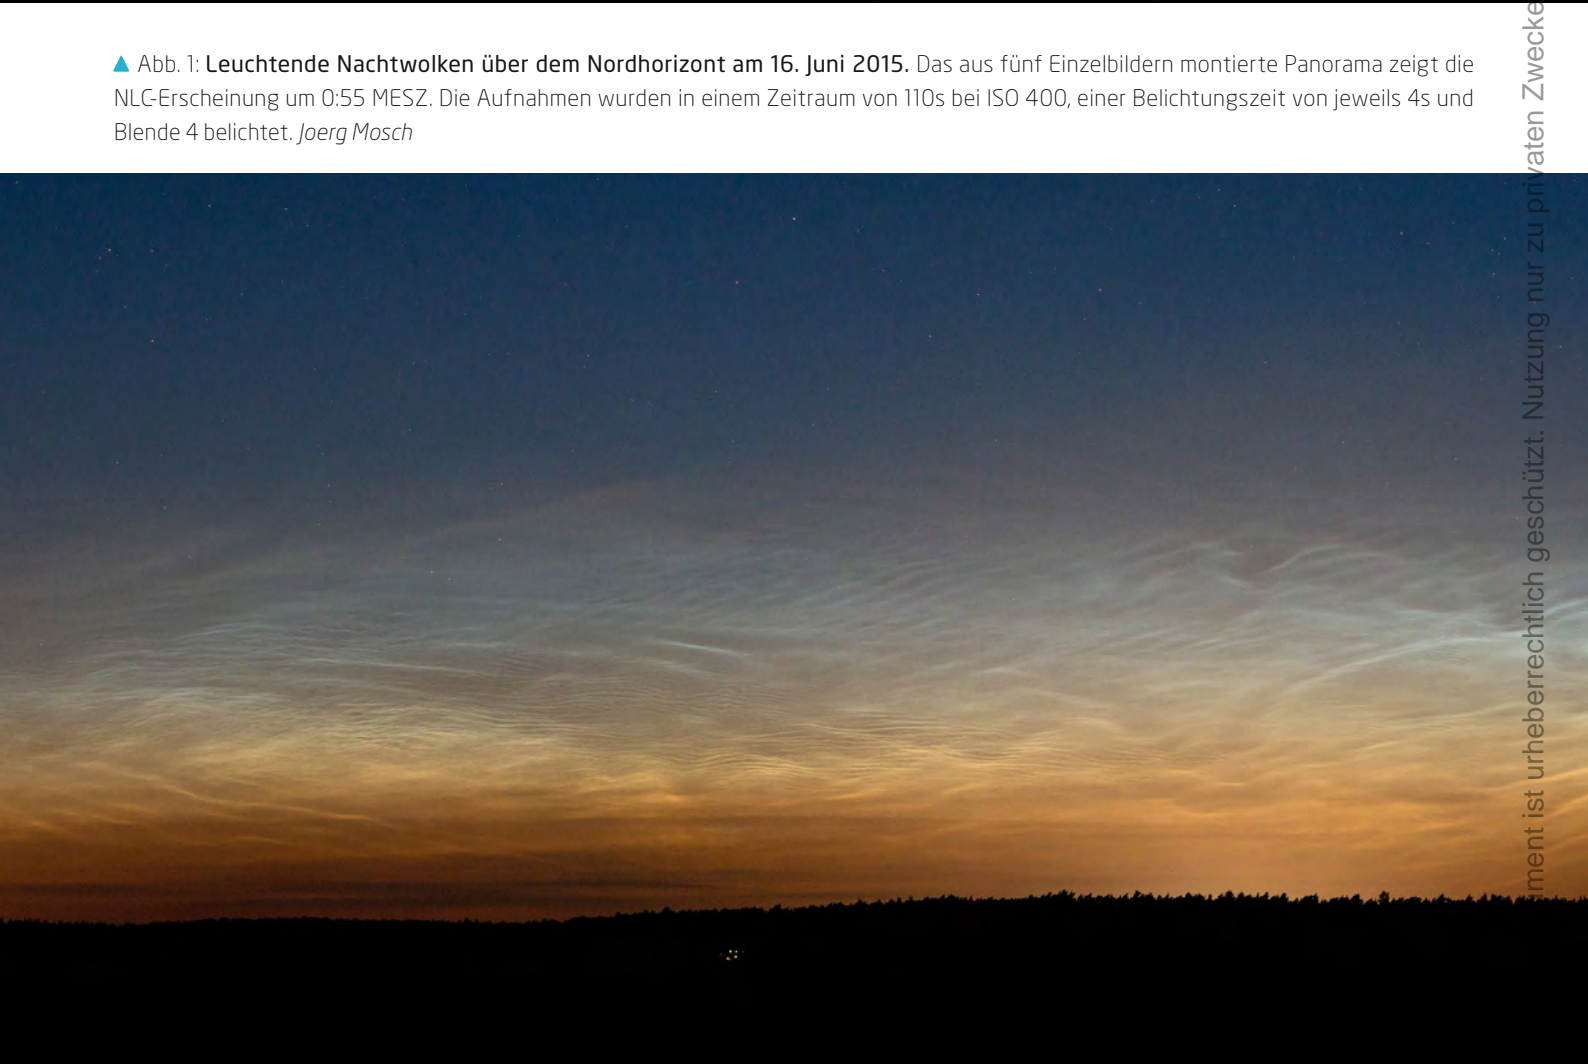 ▲ Abb. 1: Leuchtende Nachtwolken über dem Nordhorizont am 16. Juni 2015. Das aus fünf Einzelbildern montierte Panorama zeigt die
NLC-Erscheinung um 0:55 MESZ. Die Aufnahmen wurden in einem Zeitraum von 110s bei ISO 400, einer Belichtungszeit von jeweils 4s und
Blende 4 belichtet. Joerg Mosch
ist urheberrechtlich geschützt. Nutzung nur zu privaten Zwecke